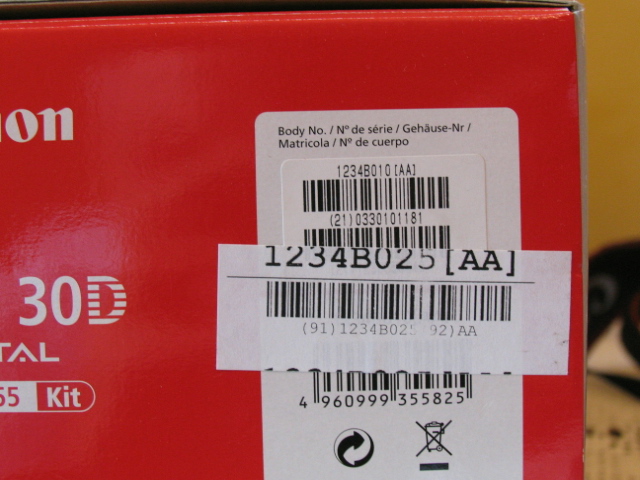 non
Body No. / Nº de série / Gehäuse-Nr /
Matricola / Nº de cuerpo
1234B010[AA]
(21)0330101181
1234B025[AA]
(91)1234B025 92)AA
30D
TAL
55 Kit
4 960999 355825